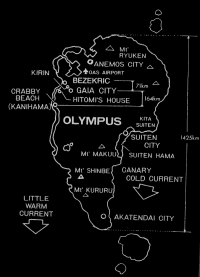 Mt RYUKEN
ANEMOS CITY
OAS AIRPORT
KIRIN
BEZEKRIC
GAIA CITY
71km
CRABBY BEACH
(KANIHAMA)
HITOMI'S HOUSE
164km
OLYMPUS
KITA SUITEN
SUITEN CITY
1425km
Mt MAKUU
SUITEN HAMA
Mt SHINBE
CANARY COLD CURRENT
Mt KURURU
LITTLE WARM CURRENT
AKATENDAI CITY